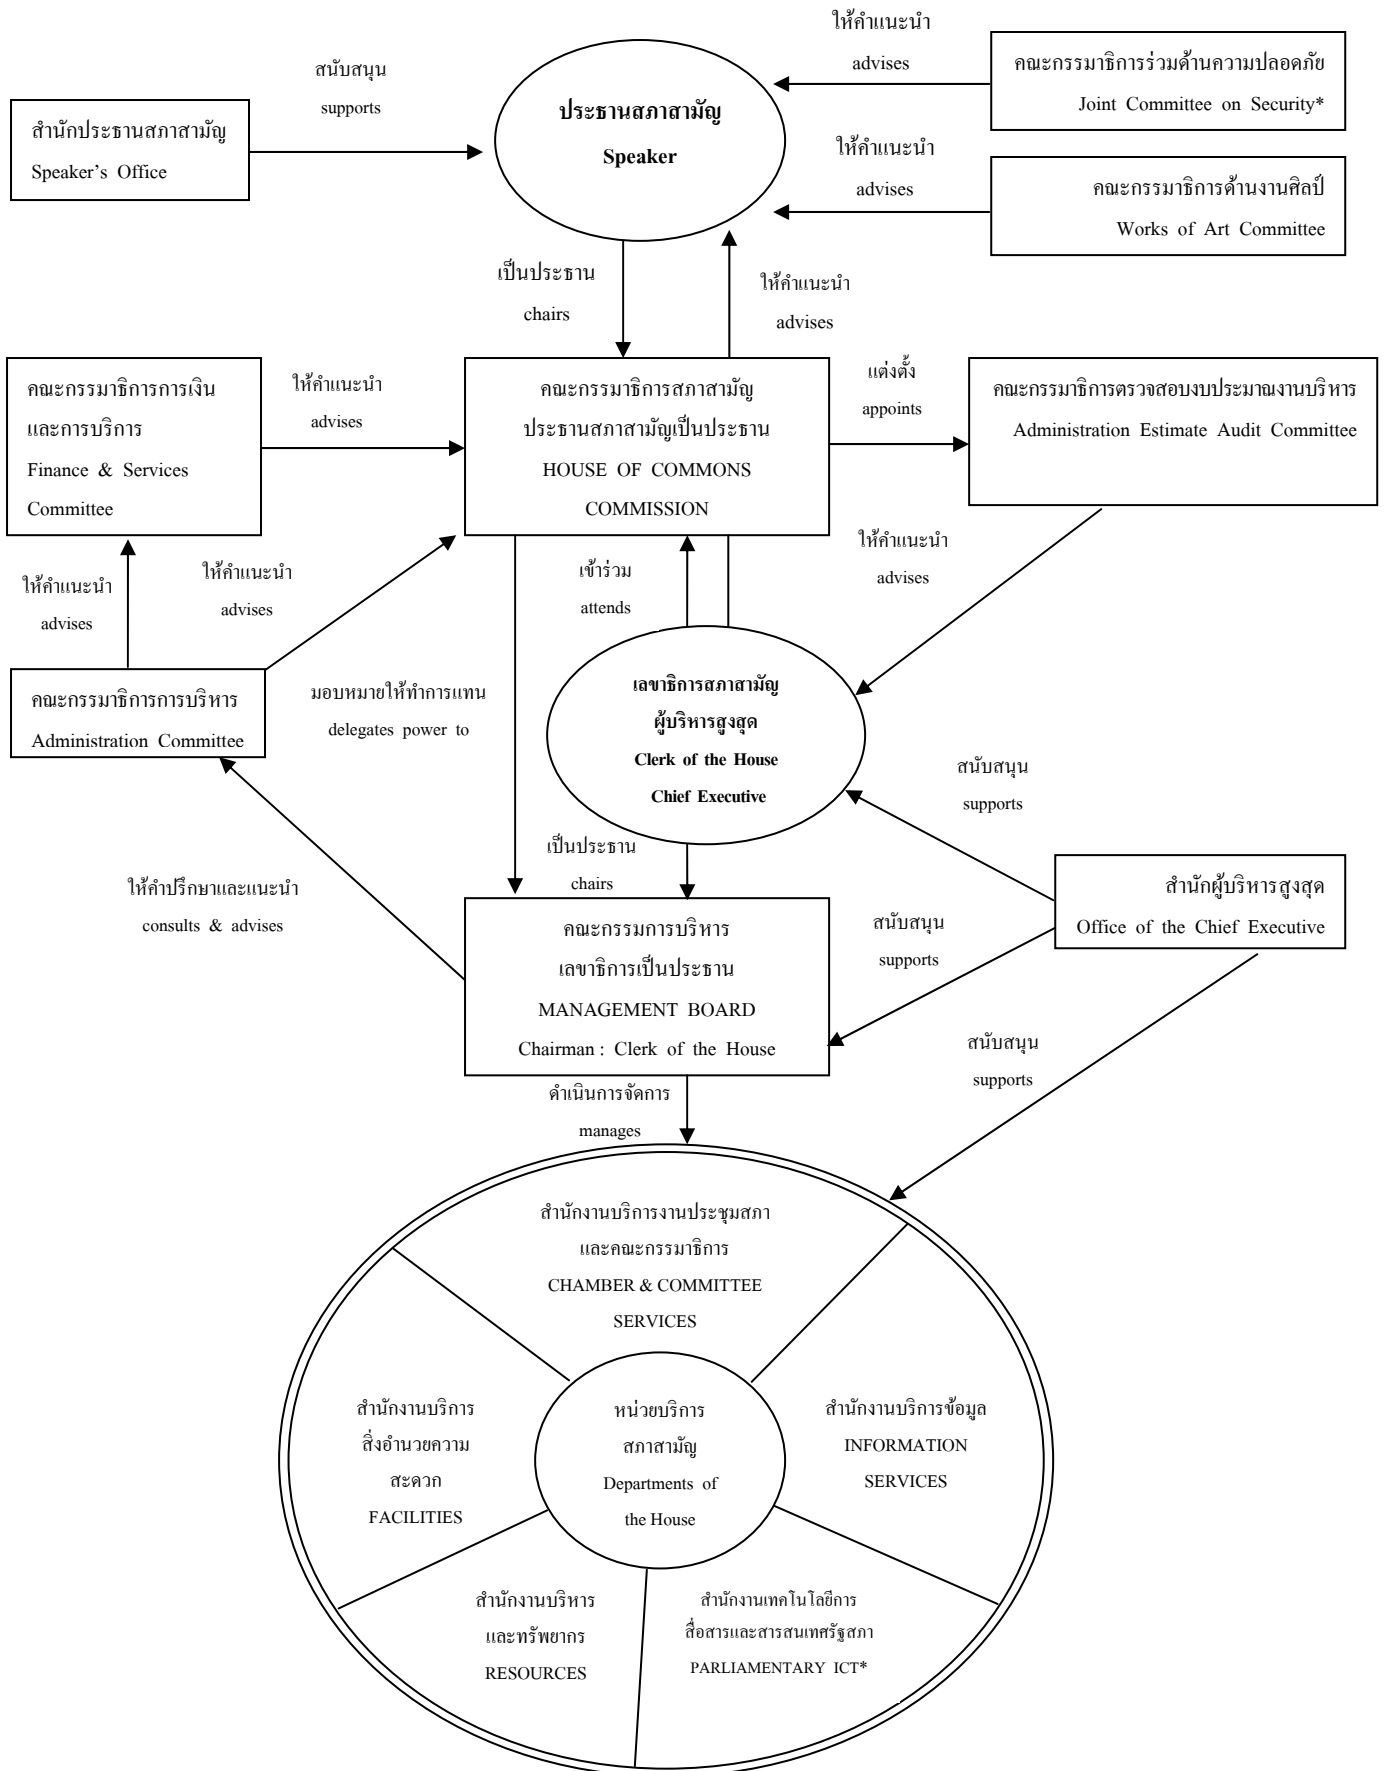 ให้คำแนะนำ
advises
คณะกรรมาธิการร่วมด้านความปลอดภัย
Joint Committee on Security*
สนับสนุน
supports
ประธานสภาสามัญ
Speaker
สำนักประธานสภาสามัญ
Speaker's Office
ให้คำแนะนำ
advises
คณะกรรมาธิการด้านงานศิลป์
Works of Art Committee
เป็นประธาน
chairs
ให้คำแนะนำ
advises
คณะกรรมาธิการการเงิน
และการบริการ
Finance & Services
Committee
ให้คำแนะนำ
advises
คณะกรรมาธิการสภาสามัญ
ประธานสภาสามัญเป็นประธาน
HOUSE OF COMMONS
COMMISSION
แต่งตั้ง
appoints
คณะกรรมาธิการตรวจสอบงบประมาณงานบริหาร
Administration Estimate Audit Committee
ให้คำแนะนำ
advises
ให้คำแนะนำ
advises
เข้าร่วม
attends
ให้คำแนะนำ
advises
คณะกรรมาธิการการบริหาร
Administration Committee
มอบหมายให้ทำการแทน
delegates power to
เลขาธิการสภาสามัญ
ผู้บริหารสูงสุด
Clerk of the House
Chief Executive
สนับสนุน
supports
เป็นประธาน
chairs
สำนักผู้บริหารสูงสุด
Office of the Chief Executive
ให้คำปรึกษาและแนะนำ
consults & advises
คณะกรรมการบริหาร
เลขาธิการเป็นประธาน
MANAGEMENT BOARD
Chairman : Clerk of the House
สนับสนุน
supports
สนับสนุน
supports
ดำเนินการจัดการ
manages
สำนักงานบริการงานประชุมสภา
และคณะกรรมาธิการ
CHAMBER & COMMITTEE
SERVICES
สำนักงานบริการ
สิ่งอำนวยความ
สะดวก
FACILITIES
หน่วยบริการ
สภาสามัญ
Departments of
the House
สำนักงานบริการข้อมูล
INFORMATION
SERVICES
สำนักงานบริหาร
และทรัพยากร
RESOURCES
สำนักงานเทคโนโลยีการ
สื่อสารและสารสนเทศรัฐสภา
PARLIAMENTARY ICT*